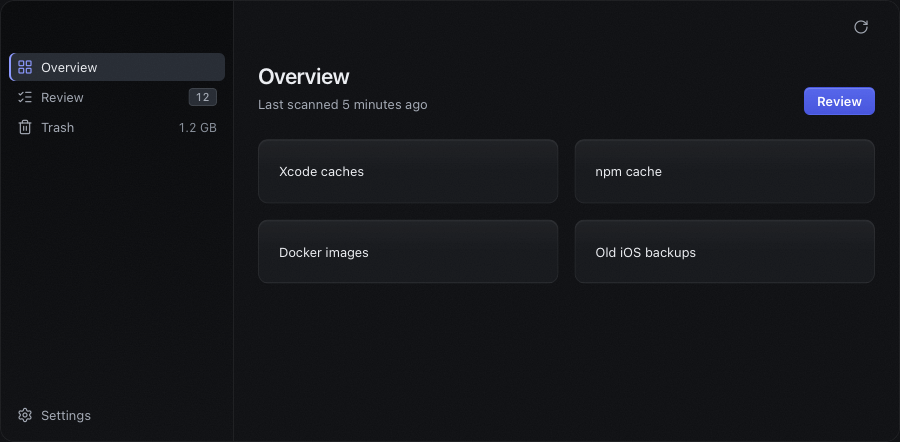 Overview
Review 12
Trash 1.2 GB
Settings
Overview
Last scanned 5 minutes ago
Review
Xcode caches
npm cache
Docker images
Old iOS backups